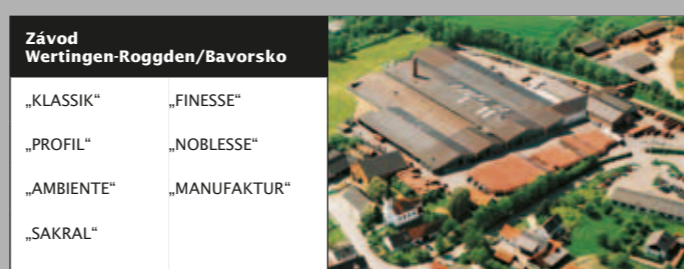 Závod
Wertingen-Roggden/Bavorsko
„KLASSIK“ „FINESSE“
„PROFIL“ „NOBLESSE“
„AMBIENTE“ „MANUFAKTUR“
„SAKRAL“